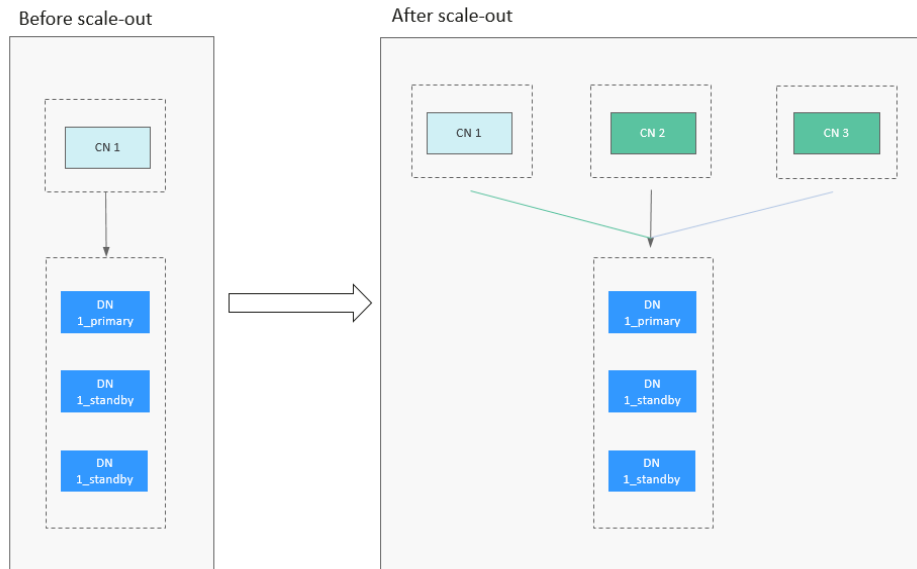 Before scale-out
CN 1
DN
1_primary
DN
1_standby
DN
1_standby
After scale-out
CN 1
CN 2
CN 3
DN
1_primary
DN
1_standby
DN
1_standby